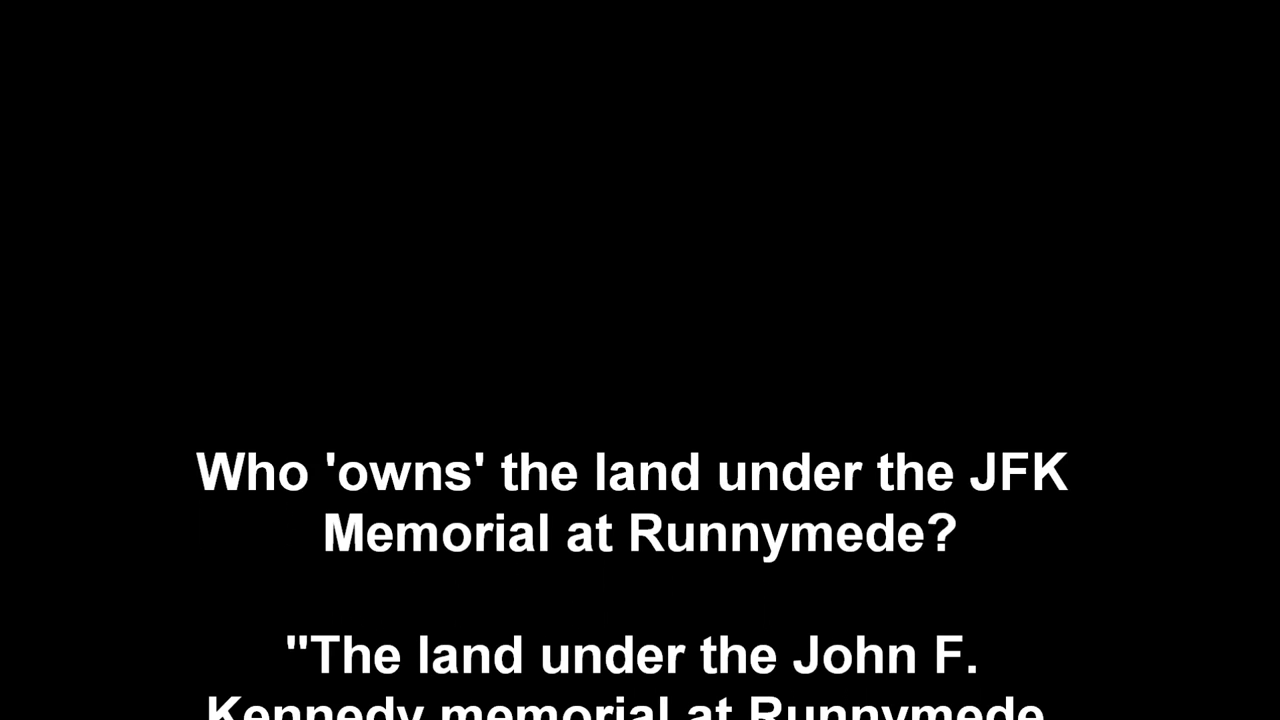 Who 'owns' the land under the JFK
Memorial at Runnymede?
"The land under the John F.
Kennedy memorial at Runnymede